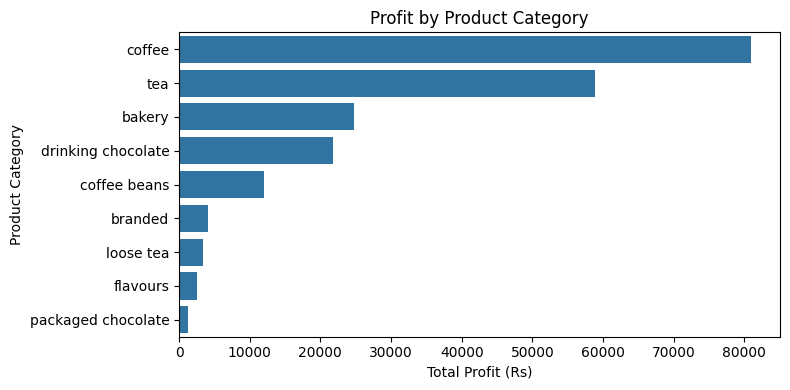 Profit by Product Category
Product Category
coffee
tea
bakery
drinking chocolate
coffee beans
branded
loose tea
flavours
packaged chocolate
0 10000 20000 30000 40000 50000 60000 70000 80000
Total Profit (Rs)